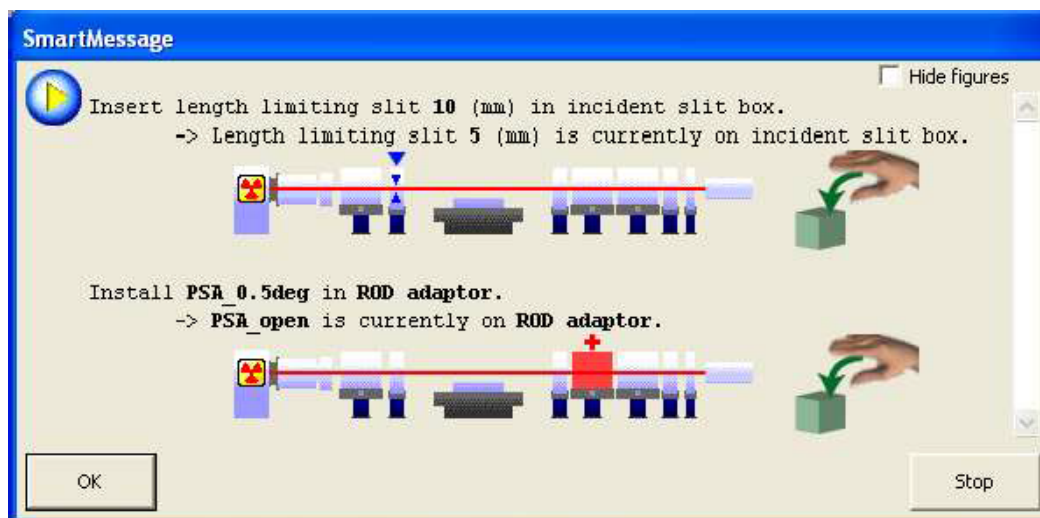 SmartMessage
Hide figures
Insert length limiting slit 10 (mm) in incident slit box.
-> Length limiting slit 5 (mm) is currently on incident slit box.
Install PSA_0.5deg in ROD adaptor.
-> PSA_open is currently on ROD adaptor.
OK
Stop